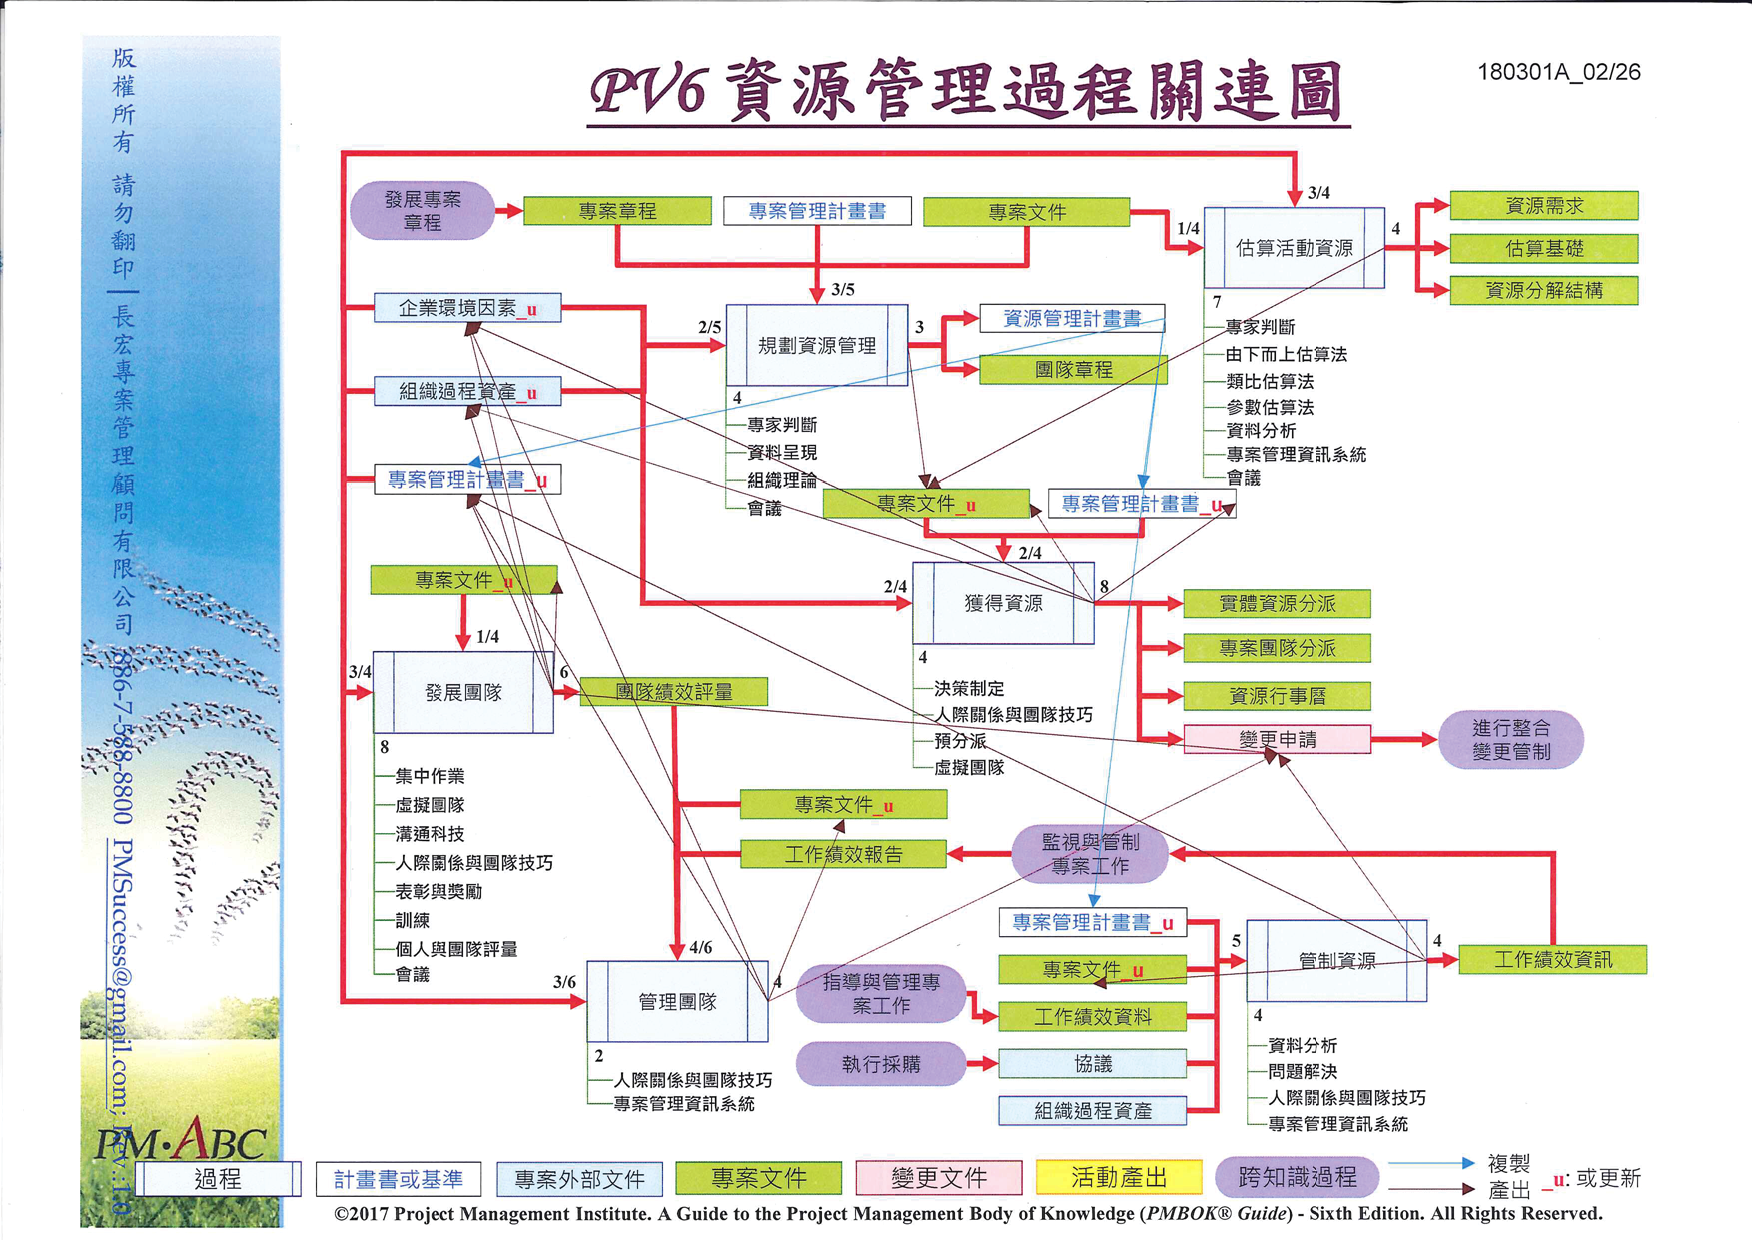 PV6 資源管理過程關連圖
180301A_02/26
版權所有 請勿翻印│長宏專案管理顧問有限公司 886-7-588-8800 PMSuccess@gmail.com; Rev.:1.0
3/4
發展專案
章程
專案章程
專案管理計畫書
專案文件
1/4
估算活動資源
4
資源需求
估算基礎
資源分解結構
7
專家判斷
由下而上估算法
類比估算法
參數估算法
資料分析
專案管理資訊系統
會議
企業環境因素_u
組織過程資產_u
專案管理計畫書_u
3/5
2/5
規劃資源管理
3
資源管理計畫書
團隊章程
4
專家判斷
資料呈現
組織理論
會議
專案文件_u
專案管理計畫書_u
2/4
2/4
獲得資源
8
實體資源分派
專案團隊分派
資源行事曆
變更申請
進行整合
變更管制
4
決策制定
人際關係與團隊技巧
預分派
虛擬團隊
專案文件_u
1/4
3/4
發展團隊
6
團隊績效評量
8
集中作業
虛擬團隊
溝通科技
人際關係與團隊技巧
表彰與獎勵
訓練
個人與團隊評量
會議
專案文件_u
工作績效報告
監視與管制
專案工作
4/6
3/6
管理團隊
4
2
人際關係與團隊技巧
專案管理資訊系統
專案管理計畫書_u
專案文件_u
指導與管理專
案工作
工作績效資料
執行採購
協議
組織過程資產
5
管制資源
4
工作績效資訊
4
資料分析
問題解決
人際關係與團隊技巧
專案管理資訊系統
PM·ABC
過程
計畫書或基準
專案外部文件
專案文件
變更文件
活動產出
跨知識過程
複製
產出
_u: 或更新
©2017 Project Management Institute. A Guide to the Project Management Body of Knowledge (PMBOK® Guide) - Sixth Edition. All Rights Reserved.